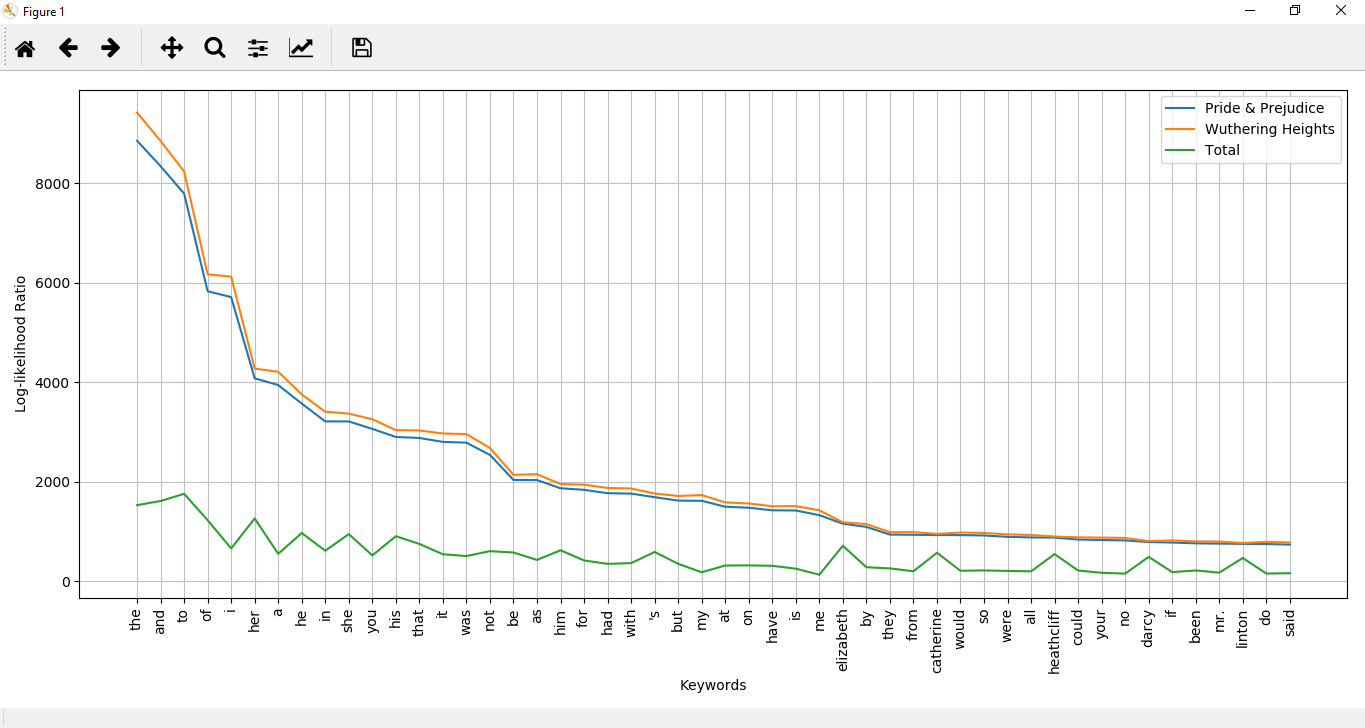 Figure 1
Pride & Prejudice
Wuthering Heights
Total
8000
6000
4000
2000
0
Log-likelihood Ratio
the and to of i her a he in she you his that it was not be as him for had with 's but my at on have is me elizabeth by they from catherine would so were all heathcliff could your no darcy if been mr. linton do said
Keywords